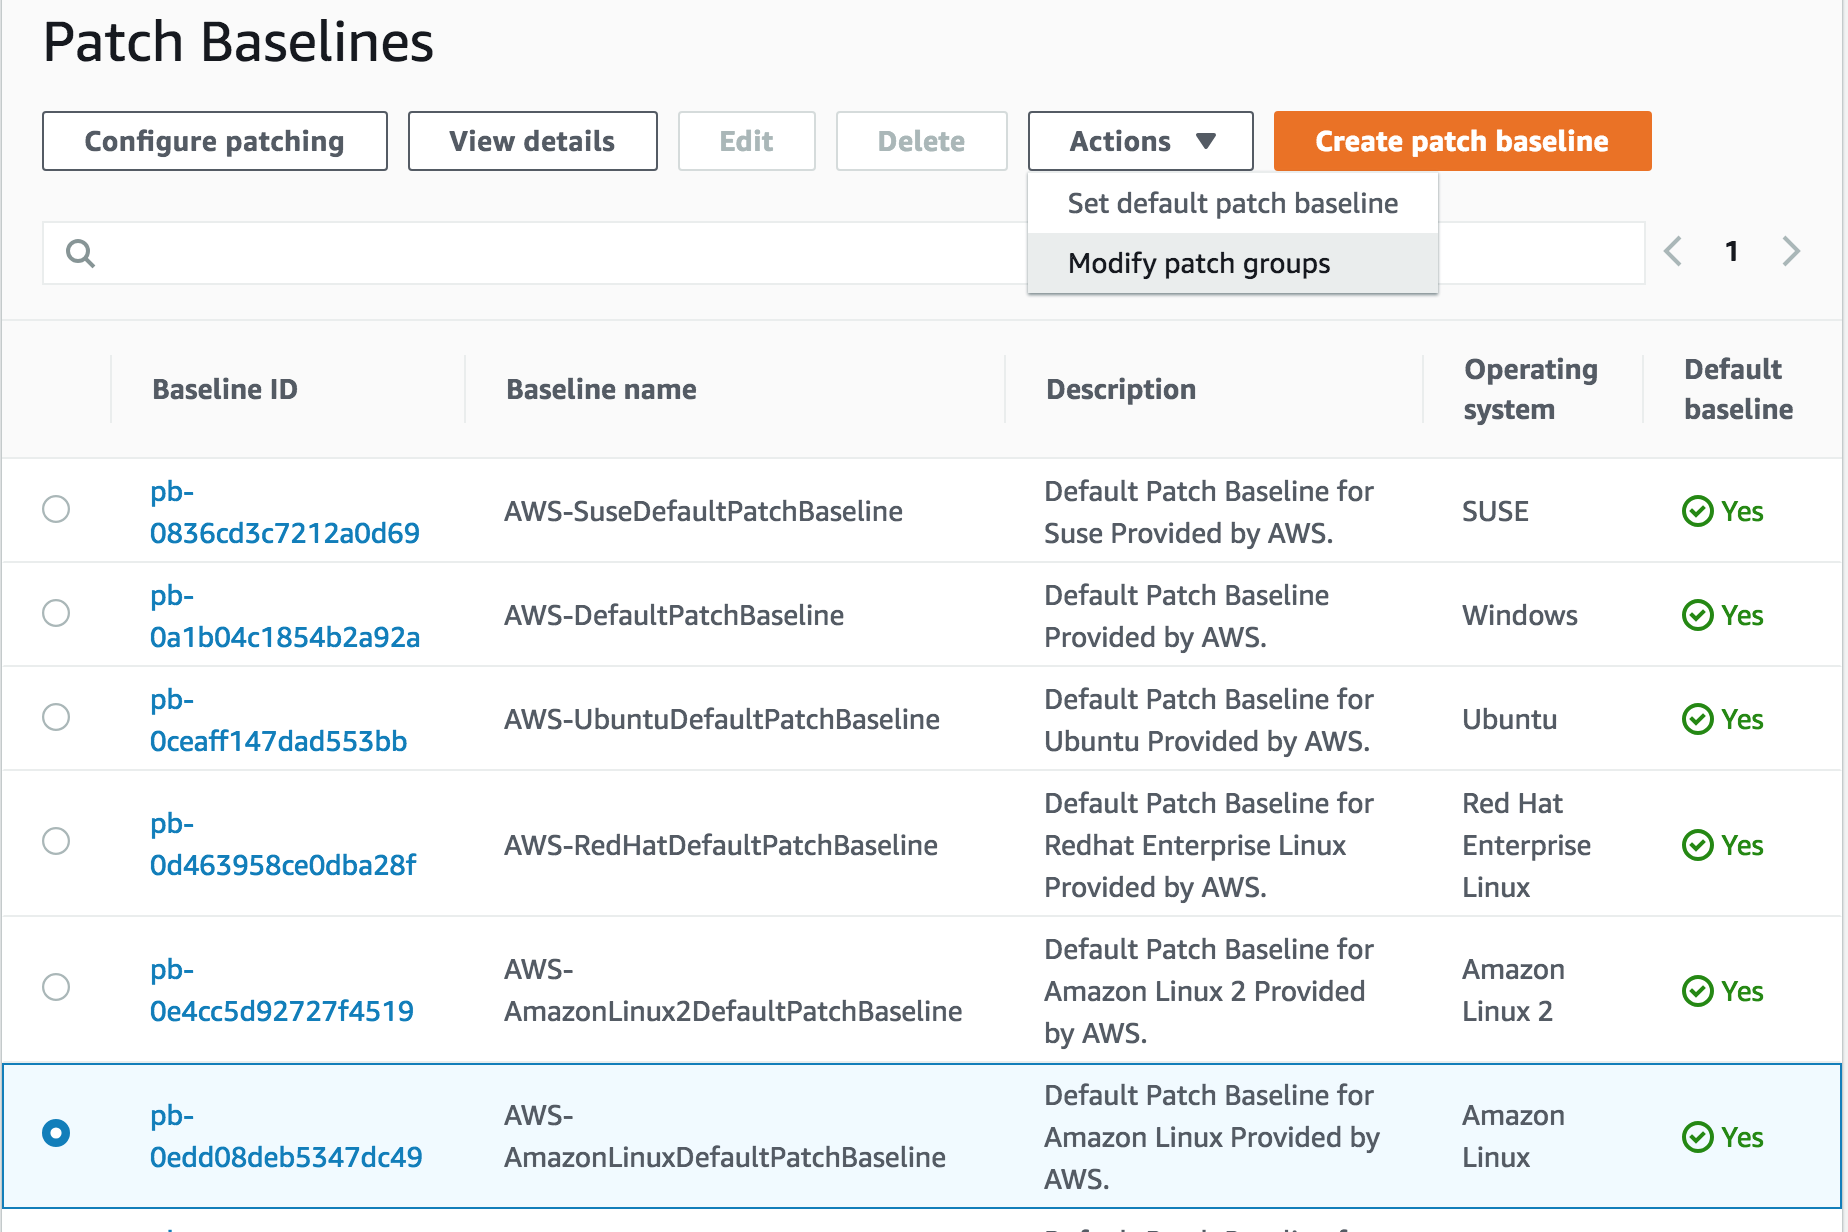 Patch Baselines
Configure patching View details Edit Delete Actions Create patch baseline
Set default patch baseline
Modify patch groups
1
Baseline ID Baseline name Description Operating system Default baseline
pb-
0836cd3c7212a0d69
AWS-SuseDefaultPatchBaseline
Default Patch Baseline for
Suse Provided by AWS.
SUSE
Yes
pb-
0a1b04c1854b2a92a
AWS-DefaultPatchBaseline
Default Patch Baseline
Provided by AWS.
Windows
Yes
pb-
0ceaff147dad553bb
AWS-UbuntuDefaultPatchBaseline
Default Patch Baseline for
Ubuntu Provided by AWS.
Ubuntu
Yes
pb-
0d463958ce0dba28f
AWS-RedHatDefaultPatchBaseline
Default Patch Baseline for
Redhat Enterprise Linux
Provided by AWS.
Red Hat
Enterprise
Linux
Yes
pb-
0e4cc5d92727f4519
AWS-
AmazonLinux2DefaultPatchBaseline
Default Patch Baseline for
Amazon Linux 2 Provided
by AWS.
Amazon
Linux 2
Yes
pb-
0edd08deb5347dc49
AWS-
AmazonLinuxDefaultPatchBaseline
Default Patch Baseline for
Amazon Linux Provided by
AWS.
Amazon
Linux
Yes